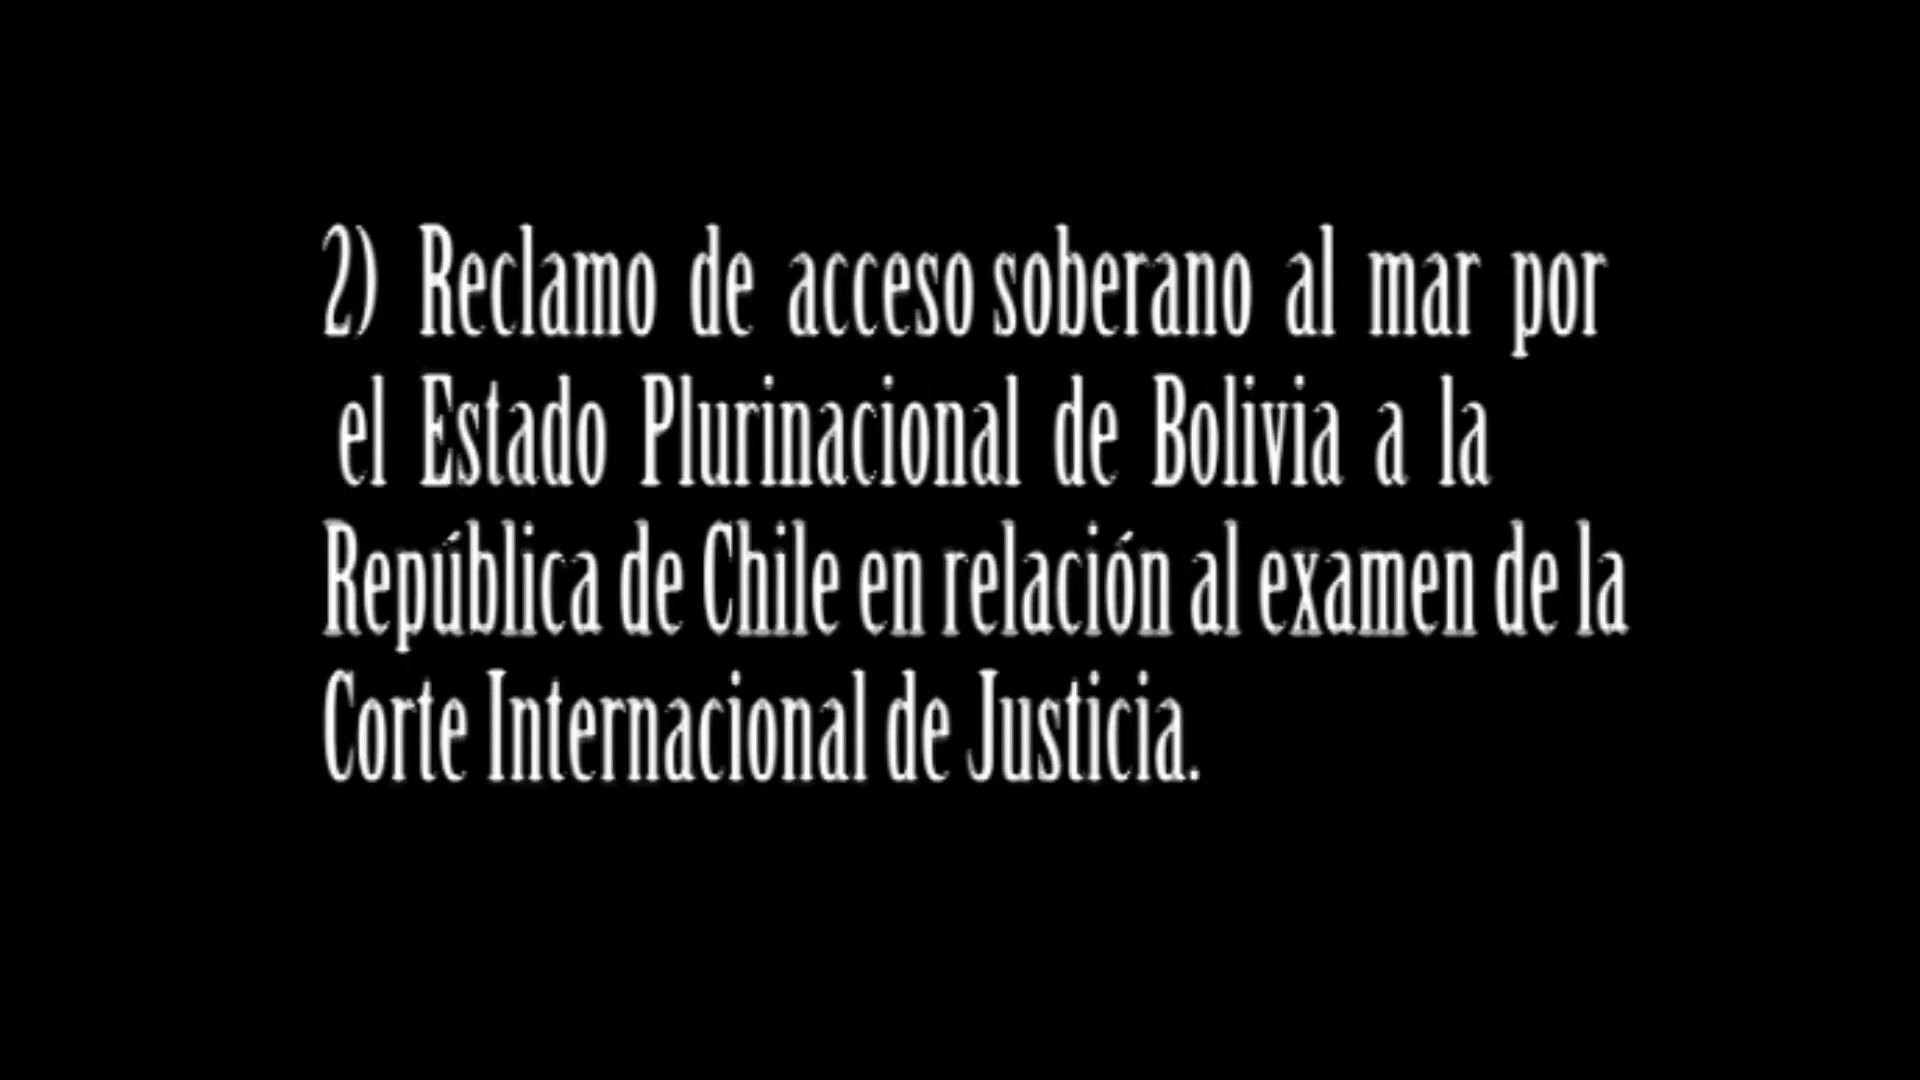 2) Reclamo de acceso soberano al mar por
el Estado Plurinacional de Bolivia a la
República de Chile en relación al examen de la
Corte Internacional de Justicia.